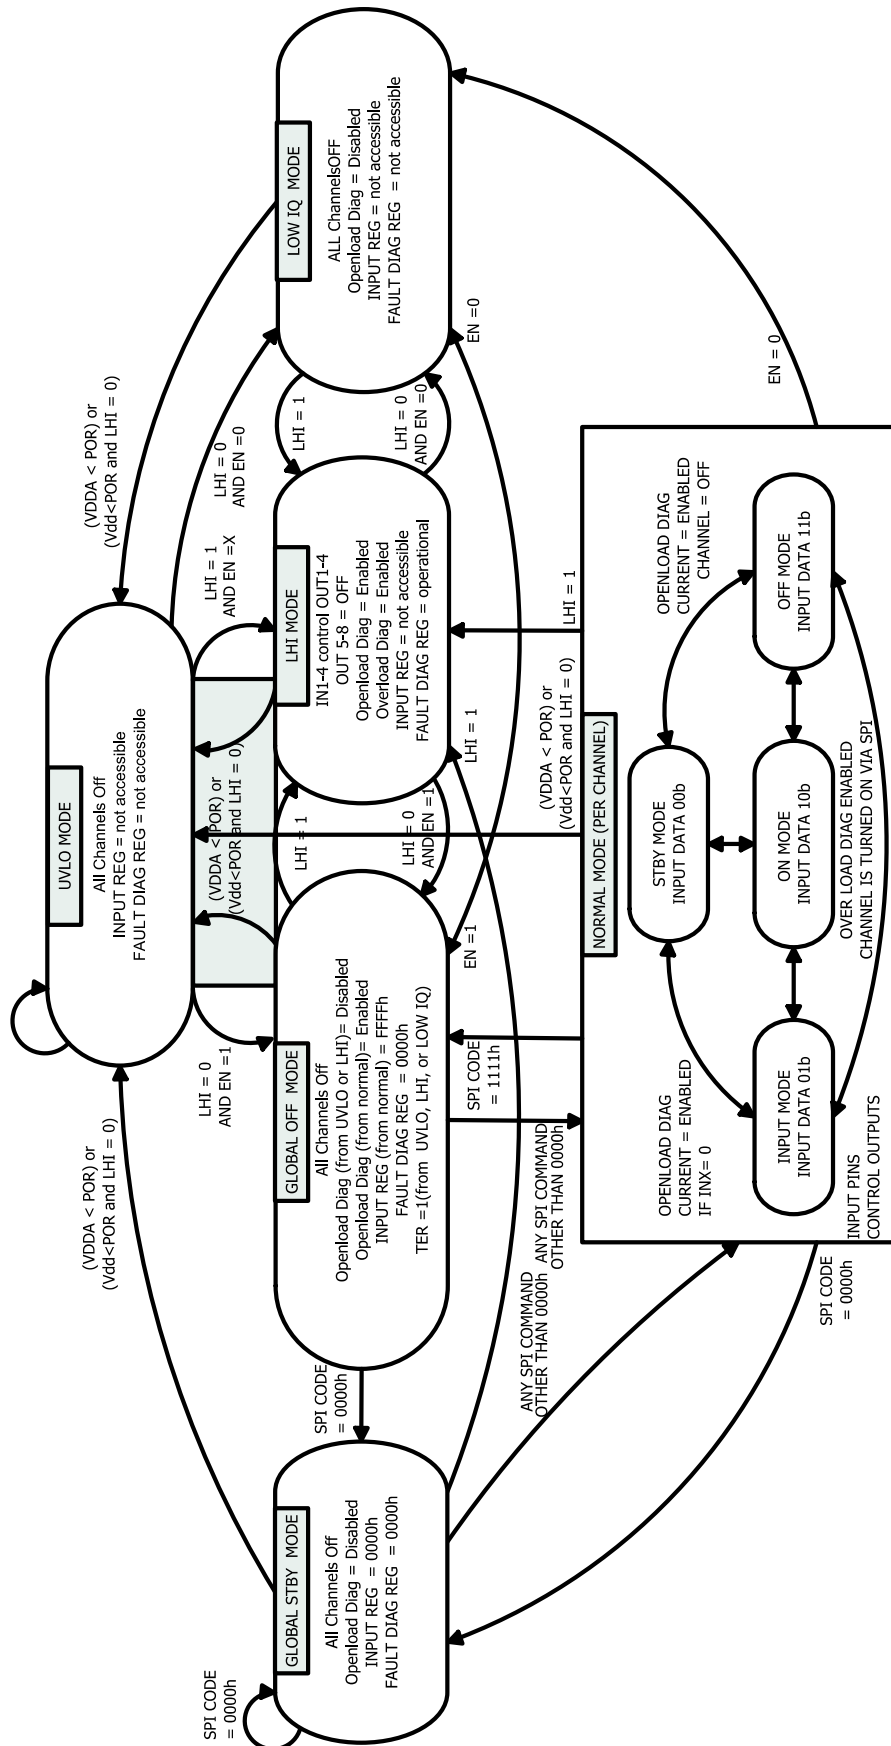 UVLO MODE
All Channels Off
INPUT REG = not accessible
FAULT DIAG REG = not accessible
(VDDA < POR) or
(Vdd<POR and LHI = 0)
(VDDA < POR) or
(Vdd<POR and LHI = 0)
LHI = 0
AND EN =1
(VDDA < POR) or
(Vdd<POR and LHI = 0)
LHI = 1
AND EN =X
LHI = 0
AND EN =0
SPI CODE
= 0000h
GLOBAL STBY MODE
All Channels Off
Openload Diag = Disabled
INPUT REG = 0000h
FAULT DIAG REG = 0000h
SPI CODE
= 0000h
GLOBAL OFF MODE
All Channels Off
Openload Diag (from UVLO or LHI)= Disabled
Openload Diag (from normal)= Enabled
INPUT REG (from normal) = FFFFh
FAULT DIAG REG = 0000h
TER =1(from UVLO, LHI, or LOW IQ)
LHI = 1
LHI = 0
AND EN =1
LHI MODE
IN1-4 control OUT1-4
OUT 5-8 = OFF
Openload Diag = Enabled
Overload Diag = Enabled
INPUT REG = not accessible
FAULT DIAG REG = operational
LHI = 1
LHI = 0
AND EN =0
LOW IQ MODE
ALL ChannelsOFF
Openload Diag = Disabled
INPUT REG = not accessible
FAULT DIAG REG = not accessible
EN =1
LHI = 1
EN =0
SPI CODE
= 1111h
ANY SPI COMMAND
OTHER THAN 0000h
ANY SPI COMMAND
OTHER THAN 0000h
(VDDA < POR) or
(Vdd<POR and LHI = 0)
LHI = 1
EN = 0
NORMAL MODE (PER CHANNEL)
OPENLOAD DIAG
CURRENT = ENABLED
IF INX= 0
STBY MODE
INPUT DATA 00b
OPENLOAD DIAG
CURRENT = ENABLED
CHANNEL = OFF
INPUT MODE
INPUT DATA 01b
ON MODE
INPUT DATA 10b
OFF MODE
INPUT DATA 11b
INPUT PINS
CONTROL OUTPUTS
OVER LOAD DIAG ENABLED
CHANNEL IS TURNED ON VIA SPI
SPI CODE
= 0000h